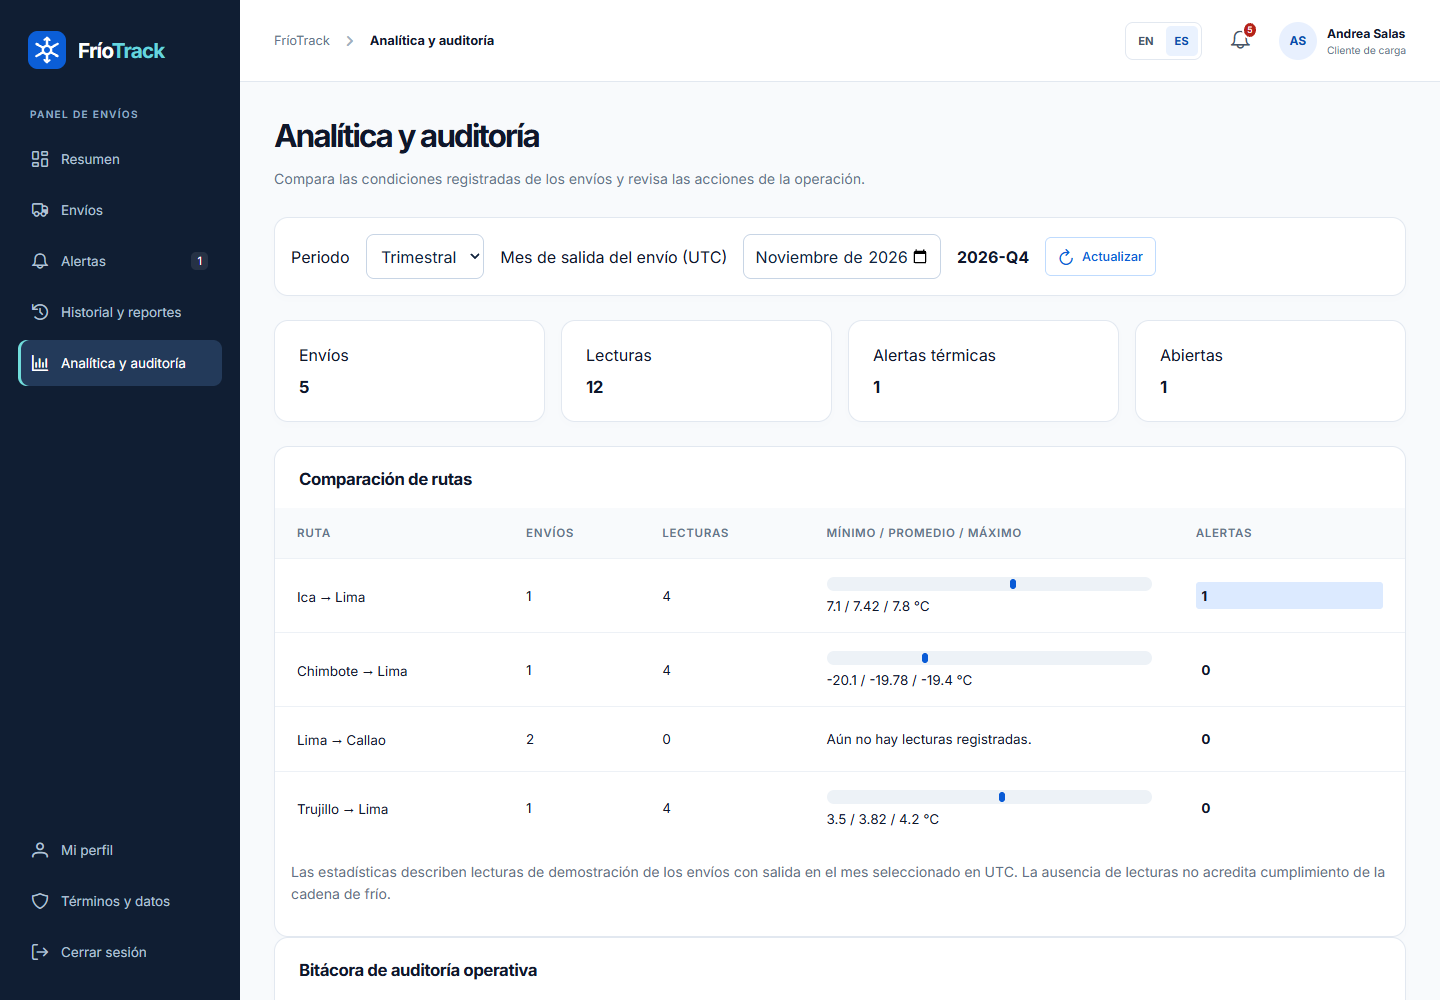 FríoTrack
PANEL DE ENVÍOS
Resumen
Envíos
Alertas 1
Historial y reportes
Analítica y auditoría
Mi perfil
Términos y datos
Cerrar sesión
FríoTrack > Analítica y auditoría
EN ES
5
AS
Andrea Salas
Cliente de carga
Analítica y auditoría
Compara las condiciones registradas de los envíos y revisa las acciones de la operación.
Periodo Trimestral Mes de salida del envío (UTC) Noviembre de 2026 2026-Q4 Actualizar
Envíos
5
Lecturas
12
Alertas térmicas
1
Abiertas
1
Comparación de rutas
RUTA ENVÍOS LECTURAS MÍNIMO / PROMEDIO / MÁXIMO ALERTAS
Ica → Lima 1 4 7.1 / 7.42 / 7.8 °C 1
Chimbote → Lima 1 4 -20.1 / -19.78 / -19.4 °C 0
Lima → Callao 2 0 Aún no hay lecturas registradas. 0
Trujillo → Lima 1 4 3.5 / 3.82 / 4.2 °C 0
Las estadísticas describen lecturas de demostración de los envíos con salida en el mes seleccionado en UTC. La ausencia de lecturas no acredita cumplimiento de la
cadena de frío.
Bitácora de auditoría operativa